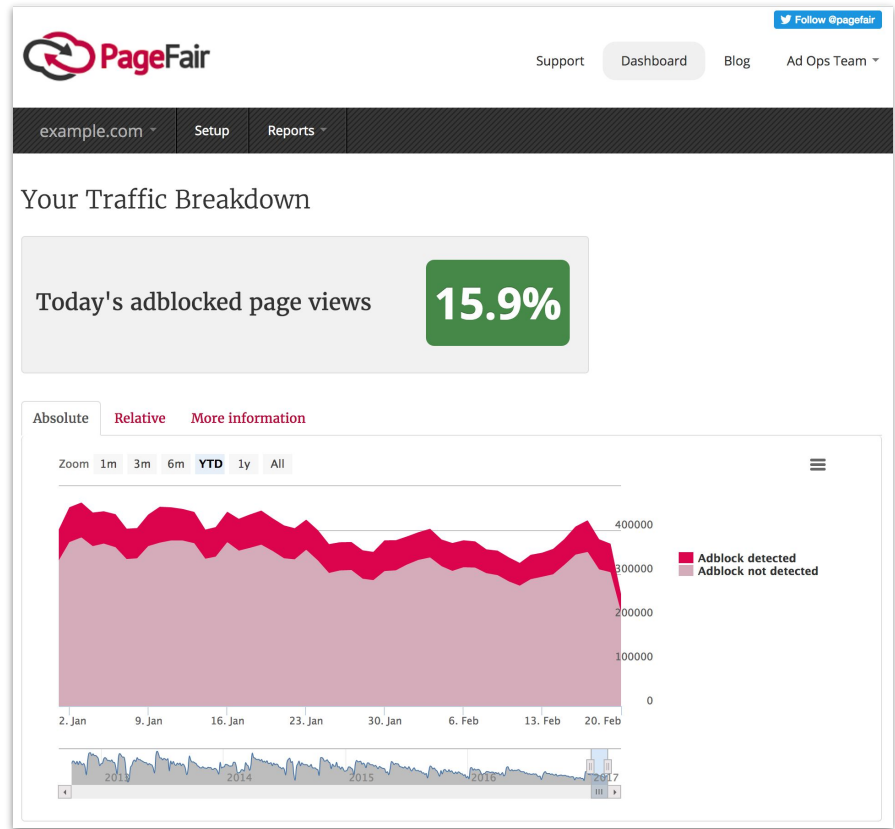 Follow @pagefair
PageFair
Support Dashboard Blog Ad Ops Team
example.com Setup Reports
Your Traffic Breakdown
Today's adblocked page views 15.9%
Absolute Relative More information
Zoom 1m 3m 6m YTD 1y All
400000
300000
200000
100000
0
Adblock detected
Adblock not detected
2. Jan 9. Jan 16. Jan 23. Jan 30. Jan 6. Feb 13. Feb 20. Feb
2013 2014 2015 2016 2017